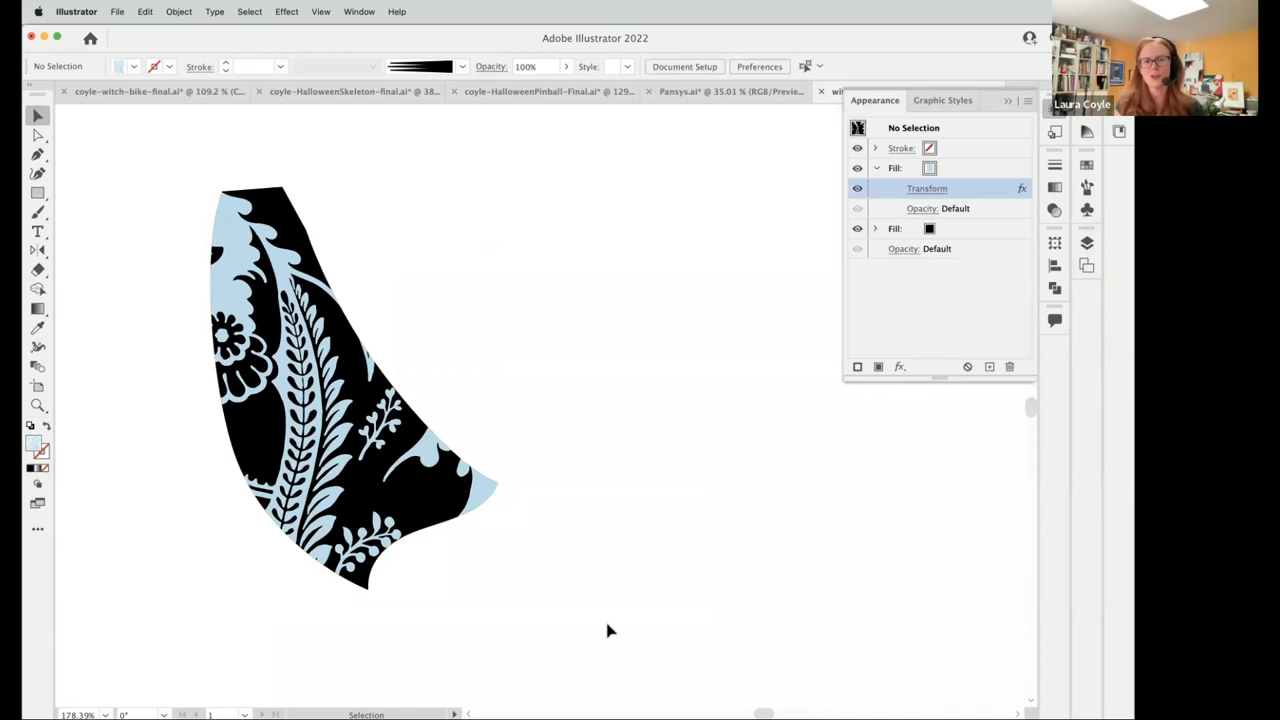 Illustrator File Edit Object Type Select Effect View Window Help
Adobe Illustrator 2022
No Selection Stroke: Opacity: 100% Style: Document Setup Preferences
coyle-witch-bike-final.ai* @ 109.2 % (C... coyle-HalloweenSkeleton-final.ai* @ 38... coyle-HalloweenPinball-Final.ai* @ 129... Pansys.ai* @ 35.01 % (RGB/Preview...
Appearance Graphic Styles
Laura Coyle
No Selection
Stroke:
Fill:
Transform fx
Opacity: Default
Fill:
Opacity: Default
fx.
178.39% 0° 1 Selection